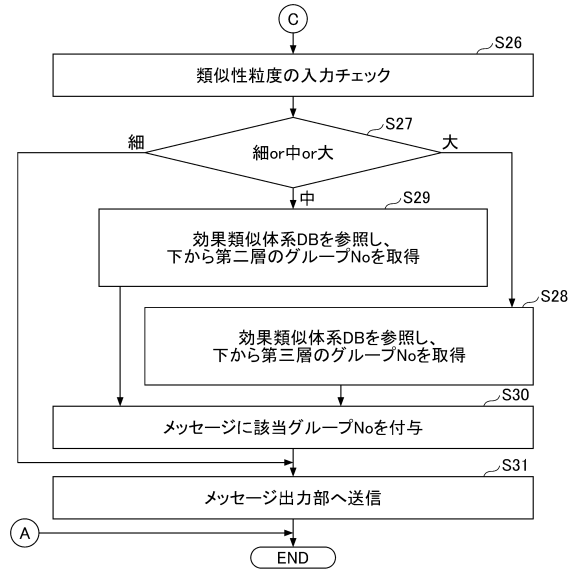 C
S26
類似性粒度の入力チェック
S27
細
細or中or大
大
中
S29
効果類似体系DBを参照し、
下から第二層のグループNoを取得
S28
効果類似体系DBを参照し、
下から第三層のグループNoを取得
S30
メッセージに該当グループNoを付与
S31
メッセージ出力部へ送信
A
END